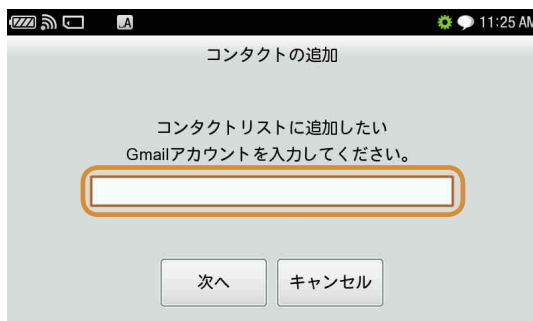 A 11:25 AM
コンタクトの追加
コンタクトリストに追加したい
Gmailアカウントを入力してください。
次へ キャンセル